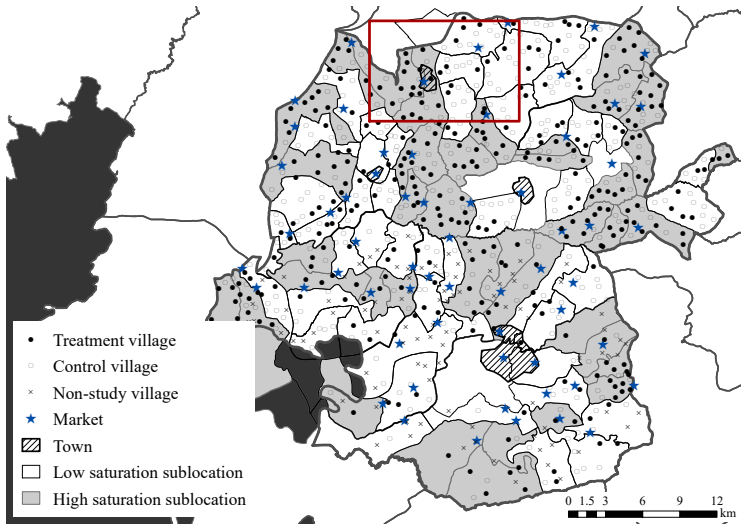 Treatment village
Control village
Non-study village
Market
Town
Low saturation sublocation
High saturation sublocation
0 1.5 3 6 9 12
km